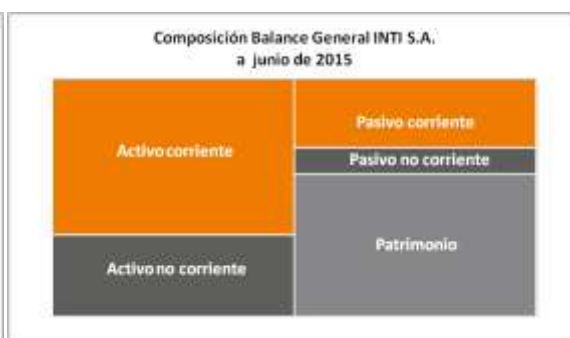 Composición Balance General INTI S.A.
a junio de 2015
Activo corriente
Activo no corriente
Pasivo corriente
Pasivo no corriente
Patrimonio